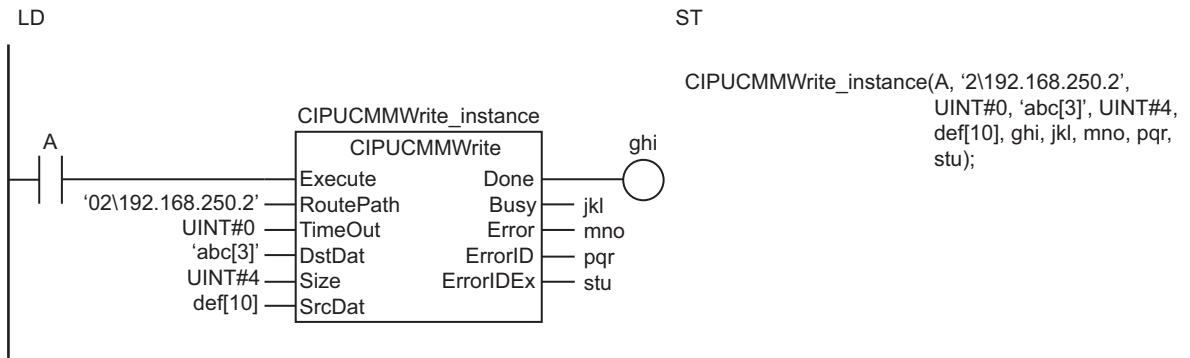 LD
ST
CIPUCMMWrite_instance(A, ‘2\192.168.250.2’,
UINT#0, ‘abc[3]’, UINT#4,
def[10], ghi, jkl, mno, pqr,
stu);
CIPUCMMWrite_instance
A
CIPUCMMWrite
ghi
Execute
Done
‘02\192.168.250.2’
RoutePath
Busy
jkl
UINT#0
TimeOut
Error
mno
‘abc[3]’
DstDat
ErrorID
pqr
UINT#4
Size
ErrorIDEx
stu
def[10]
SrcDat